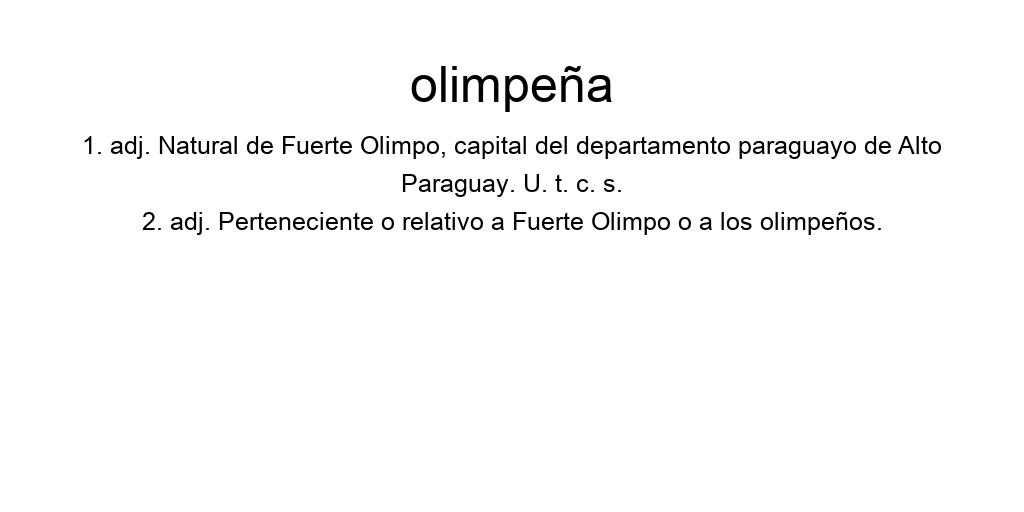 olimpeña
1. adj. Natural de Fuerte Olimpo, capital del departamento paraguayo de Alto
Paraguay. U. t. c. s.
2. adj. Perteneciente o relativo a Fuerte Olimpo o a los olimpeños.